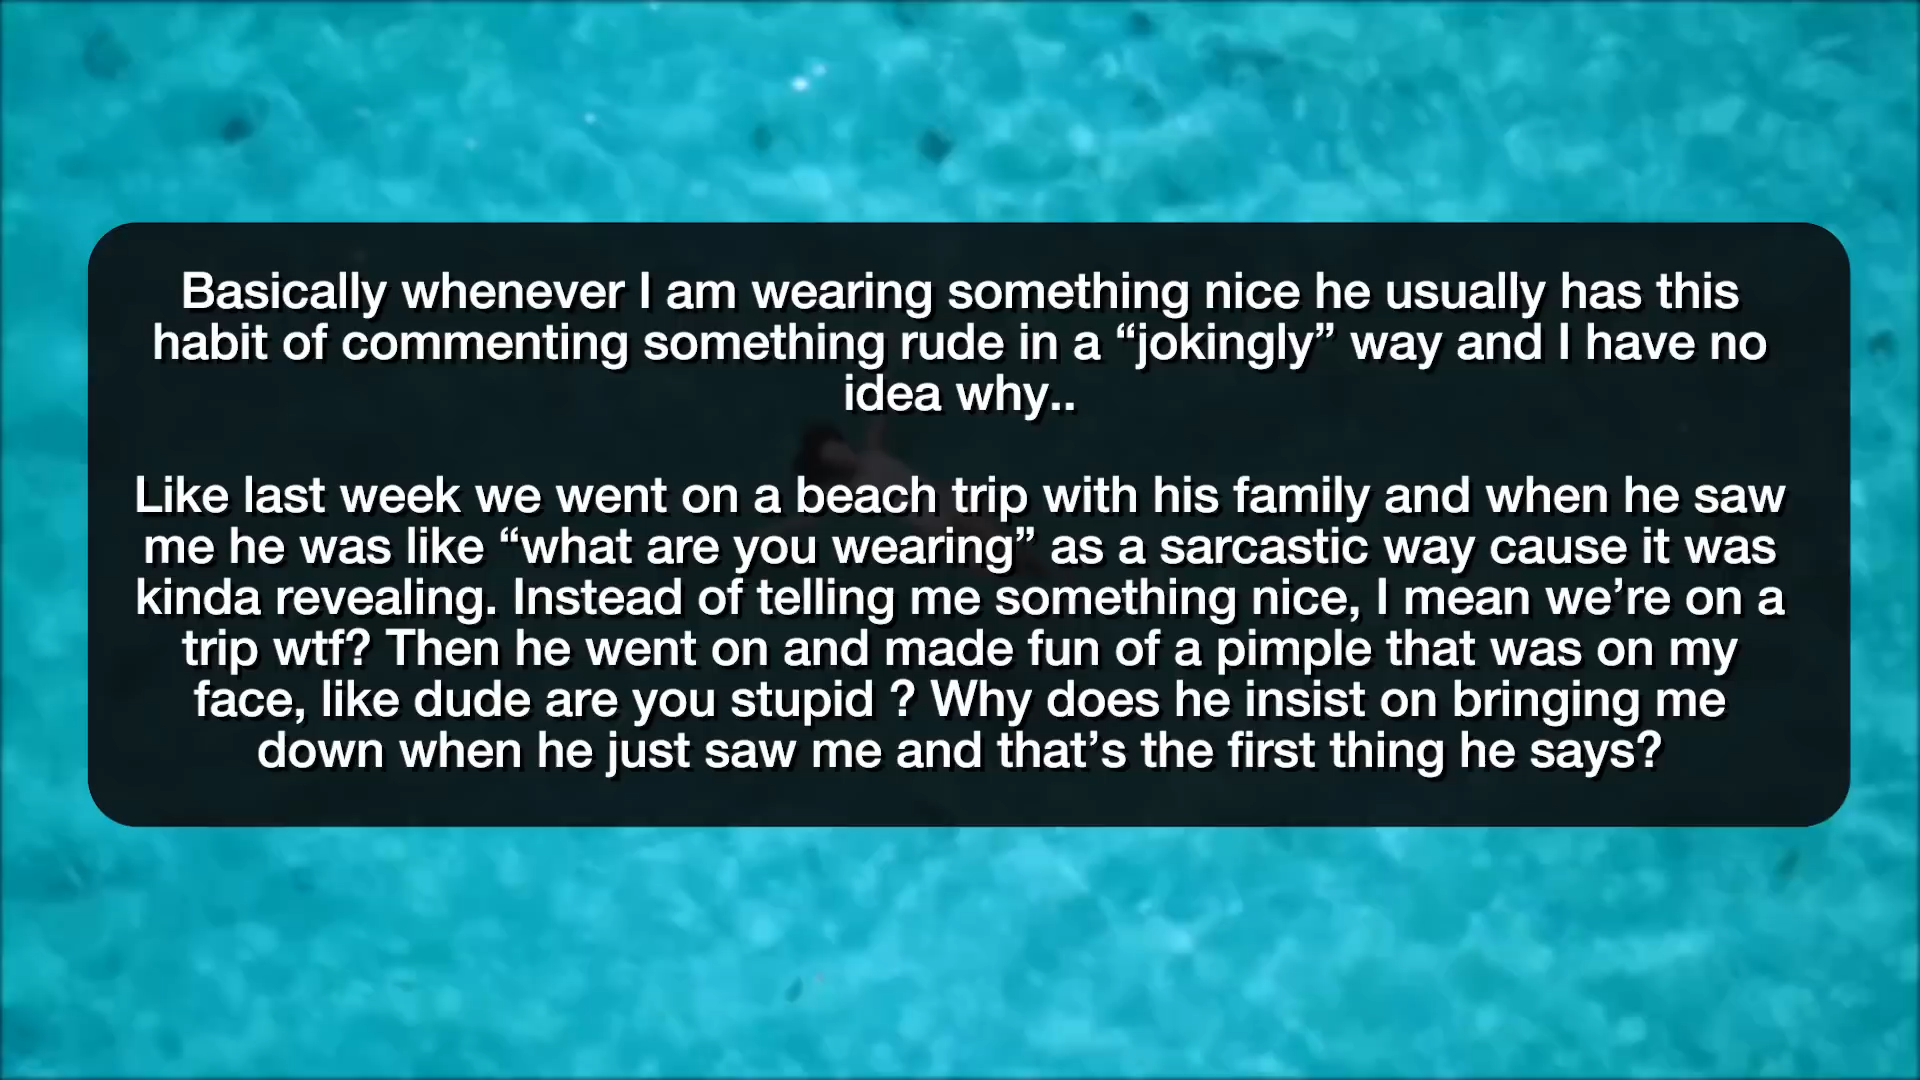 Basically whenever I am wearing something nice he usually has this
habit of commenting something rude in a “jokingly” way and I have no
idea why..
Like last week we went on a beach trip with his family and when he saw
me he was like “what are you wearing” as a sarcastic way cause it was
kinda revealing. Instead of telling me something nice, I mean we’re on a
trip wtf? Then he went on and made fun of a pimple that was on my
face, like dude are you stupid ? Why does he insist on bringing me
down when he just saw me and that’s the first thing he says?